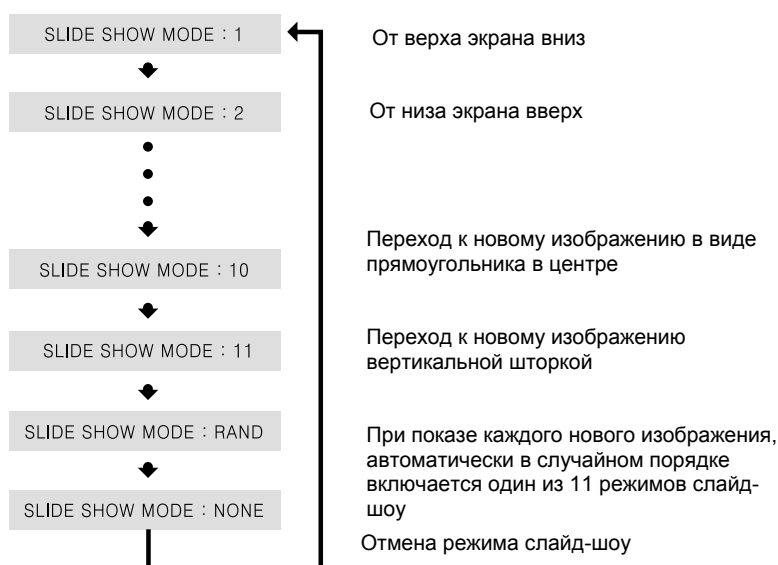 SLIDE SHOW MODE : 1
От верха экрана вниз
SLIDE SHOW MODE : 2
От низа экрана вверх
SLIDE SHOW MODE : 10
Переход к новому изображению в виде
прямоугольника в центре
SLIDE SHOW MODE : 11
Переход к новому изображению
вертикальной шторкой
SLIDE SHOW MODE : RAND
При показе каждого нового изображения,
автоматически в случайном порядке
включается один из 11 режимов слайд-
шоу
SLIDE SHOW MODE : NONE
Отмена режима слайд-шоу